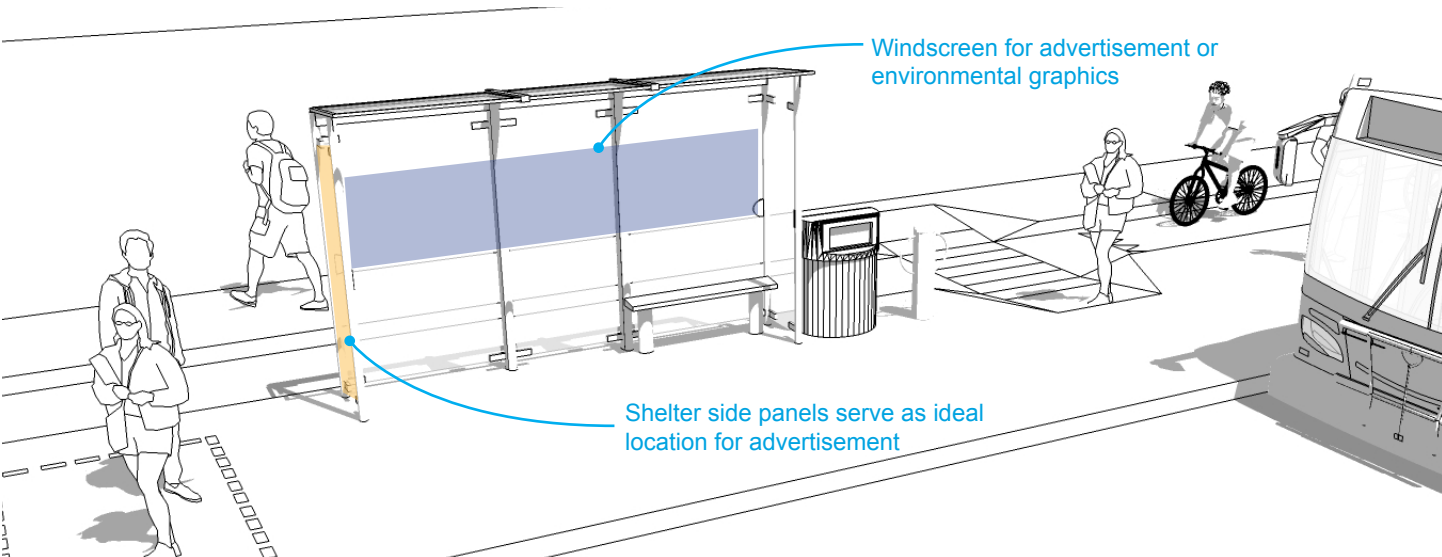 Windscreen for advertisement or
environmental graphics
Shelter side panels serve as ideal
location for advertisement